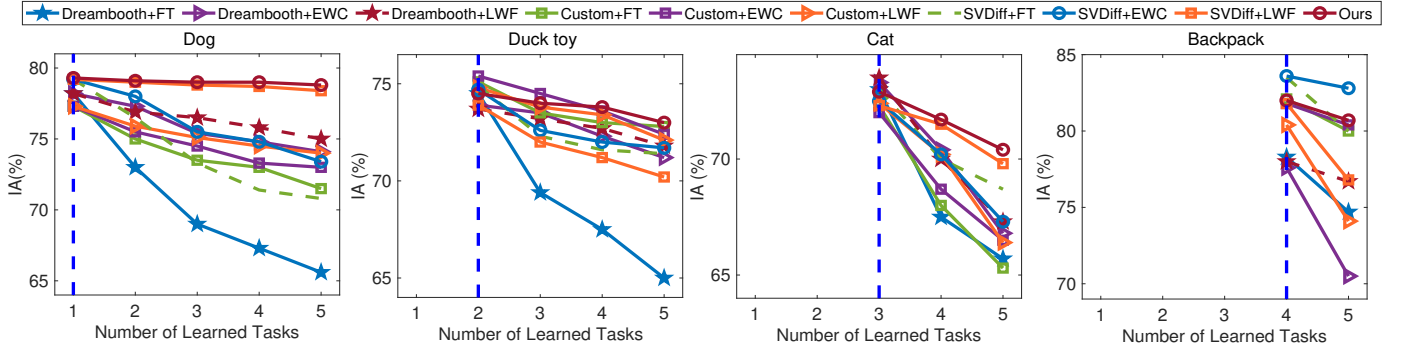 Dreambooth+FT Dreambooth+EWC Dreambooth+LWF Custom+FT Custom+EWC Custom+LWF SVDiff+FT SVDiff+EWC SVDiff+LWF Ours
Dog
80
75
70
65
IA(%)
1 2 3 4 5
Number of Learned Tasks
Duck toy
75
70
65
IA (%)
1 2 3 4 5
Number of Learned Tasks
Cat
70
65
IA (%)
1 2 3 4 5
Number of Learned Tasks
Backpack
85
80
75
70
IA (%)
1 2 3 4 5
Number of Learned Tasks